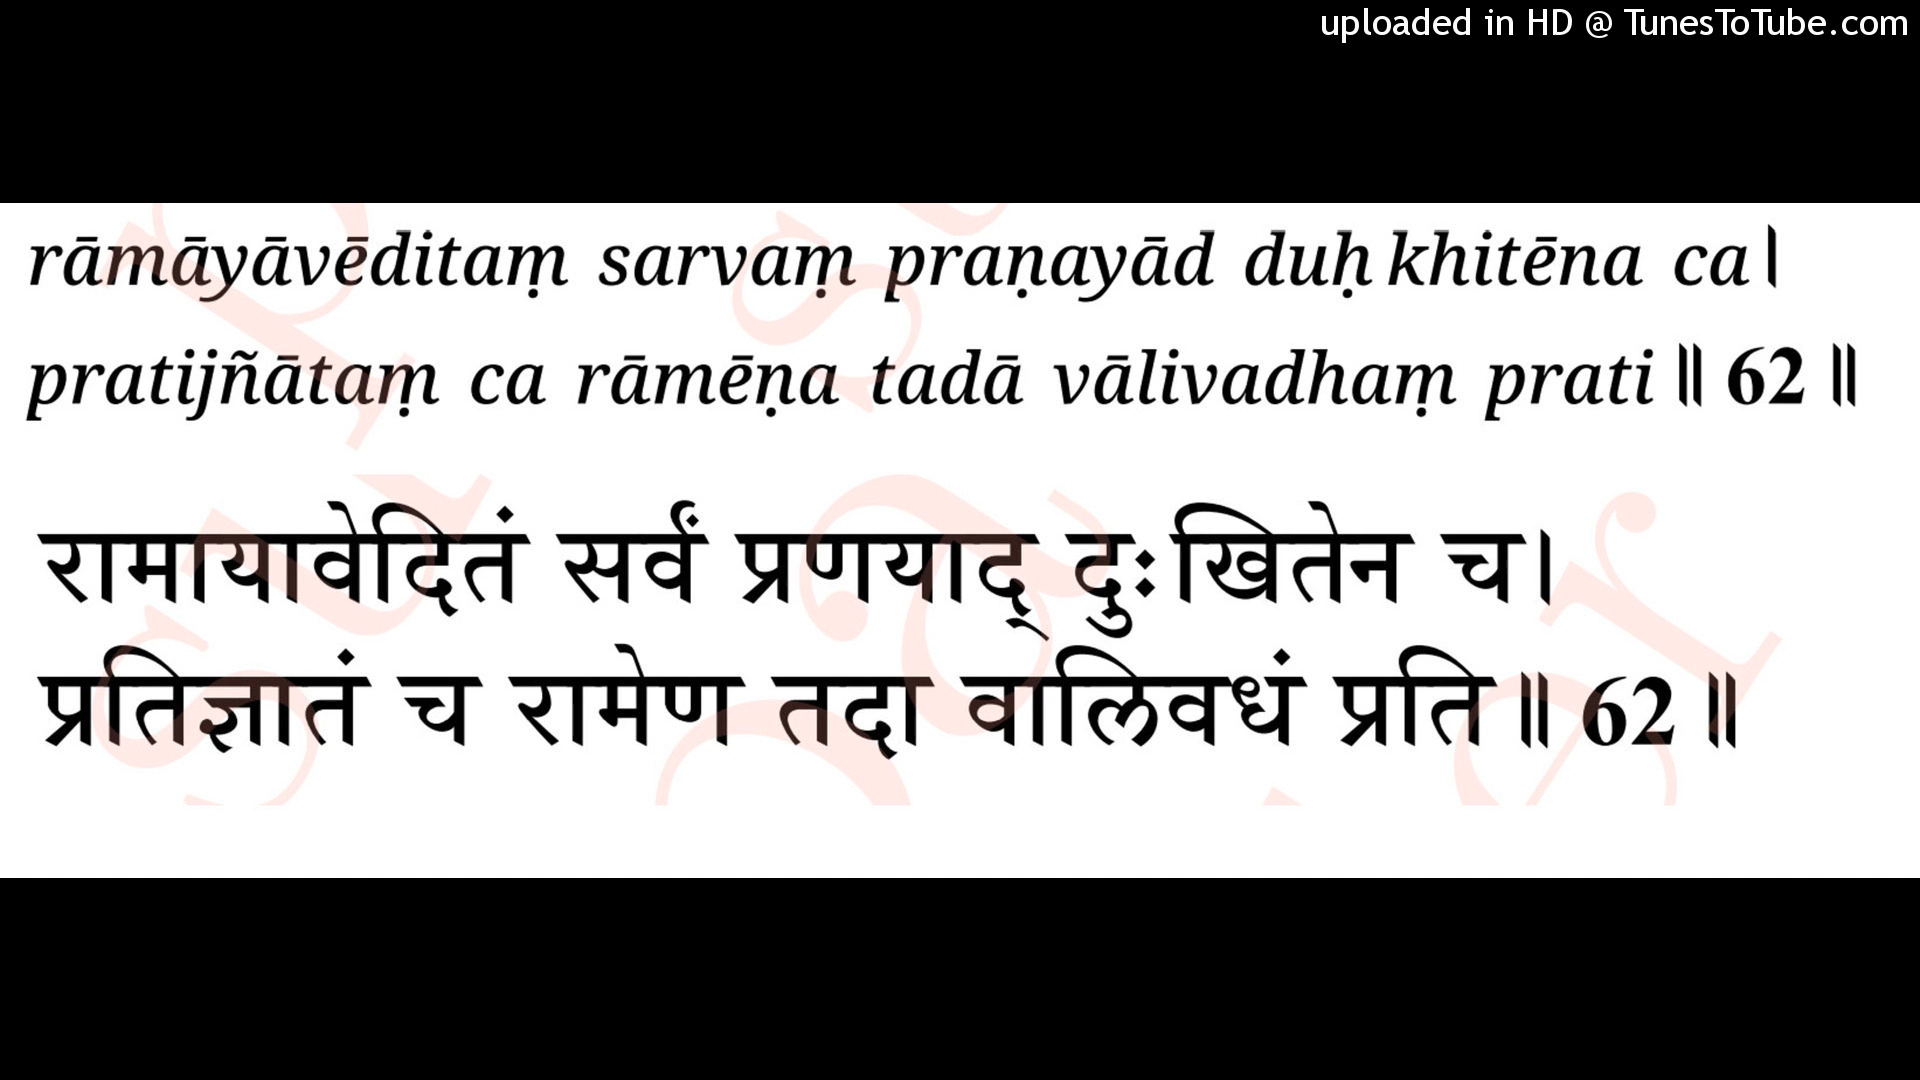 uploaded in HD @ TunesToTube.com
rāmāyāvēditaṃ sarvaṃ praṇayād duḥkhitēna ca।
pratijñātaṃ ca rāmēṇa tadā vālivadhaṃ prati॥ 62॥
रामायावेदितं सर्वं प्रणयाद् दुःखितेन च।
प्रतिज्ञातं च रामेण तदा वालिवधं प्रति॥ 62॥